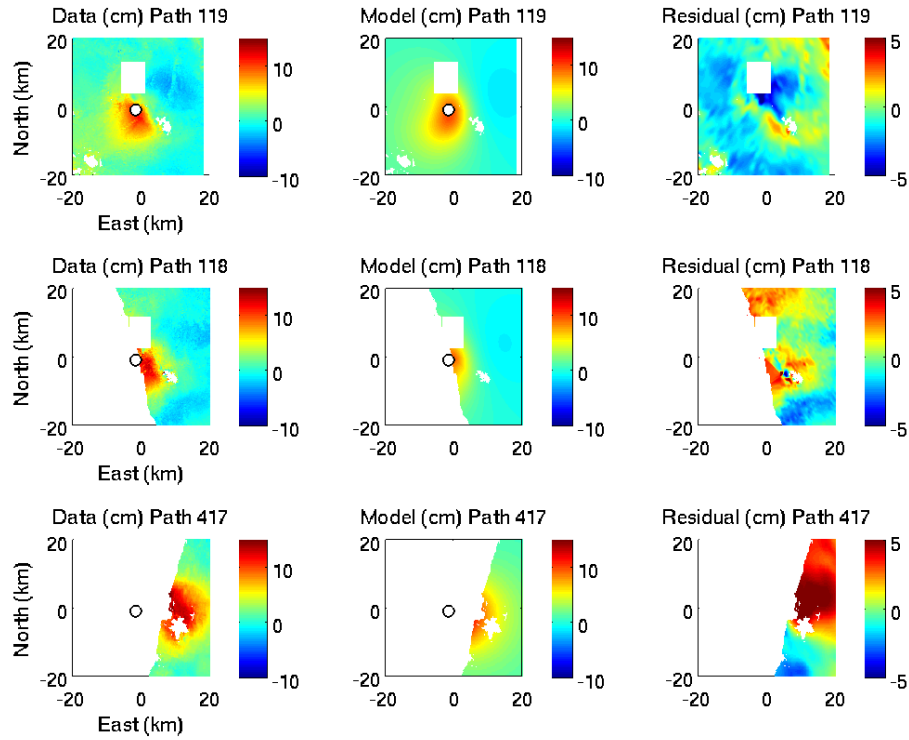 Data (cm) Path 119
Model (cm) Path 119
Residual (cm) Path 119
North (km)
20
0
-20
-20 0 20
East (km)
10
0
-10
20
0
-20
-20 0 20
10
0
-10
20
0
-20
-20 0 20
5
0
-5
Data (cm) Path 118
Model (cm) Path 118
Residual (cm) Path 118
North (km)
20
0
-20
-20 0 20
East (km)
10
0
-10
20
0
-20
-20 0 20
10
0
-10
20
0
-20
-20 0 20
5
0
-5
Data (cm) Path 417
Model (cm) Path 417
Residual (cm) Path 417
North (km)
20
0
-20
-20 0 20
East (km)
10
0
-10
20
0
-20
-20 0 20
10
0
-10
20
0
-20
-20 0 20
5
0
-5